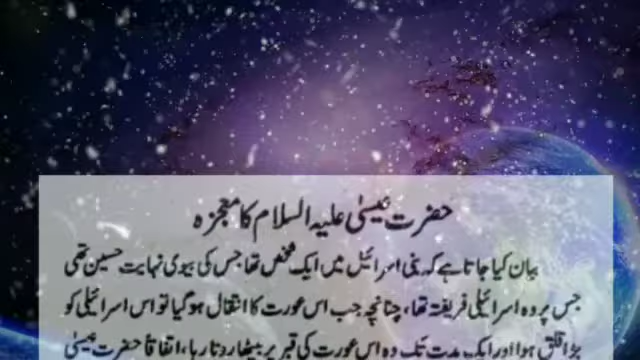 حضرت عیسیٰ علیہ السلام کا معجزہ
بیان کیا جاتا ہے کہ بنی اسرائیل میں ایک شخص تھا جس کی بیوی نہایت حسین تھی
جس پر وہ اسرائیلی فریفتہ تھا، چنانچہ جب اس عورت کا انتقال ہو گیا تو اس اسرائیلی کو
بڑا قلق ہوا اور ایک مدت تک وہ اس عورت کی قبر پر بیٹھا روتا رہا، اتفاقاً حضرت عیسیٰ